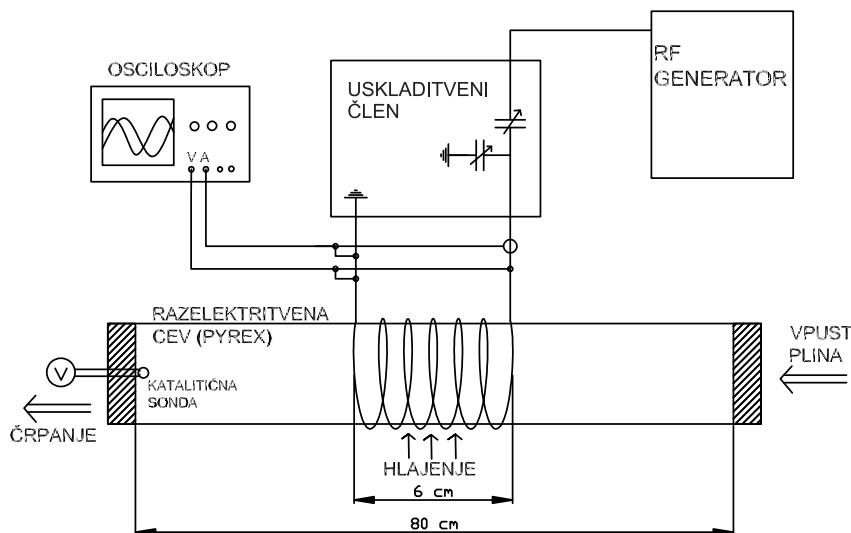 OSCILOSKOP
V A
USKLADITVENI
ČLEN
RF
GENERATOR
RAZELEKTRITVENA
CEV (PYREX)
V
KATALITIČNA
SONDA
ČRPANJE
VPUST
PLINA
HLAJENJE
6 cm
80 cm